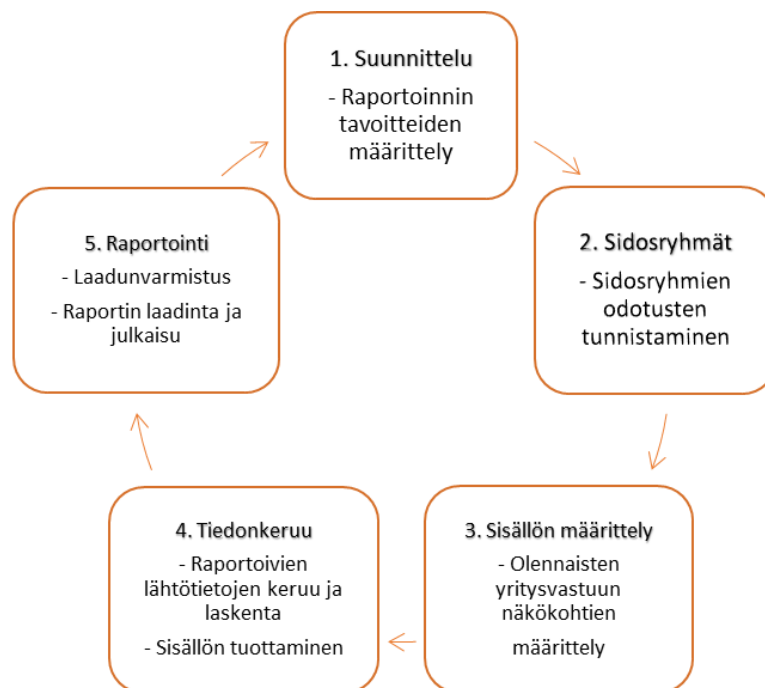 1. Suunnittelu
- Raportoinnin
tavoitteiden
määrittely
2. Sidosryhmät
- Sidosryhmien
odotusten
tunnistaminen
3. Sisällön määrittely
- Olennaisten
yritysvastuun
näkökohtien
määrittely
4. Tiedonkeruu
- Raportoivien
lähtötietojen keruu ja
laskenta
- Sisällön tuottaminen
5. Raportointi
- Laadunvarmistus
- Raportin laadinta ja
julkaisu